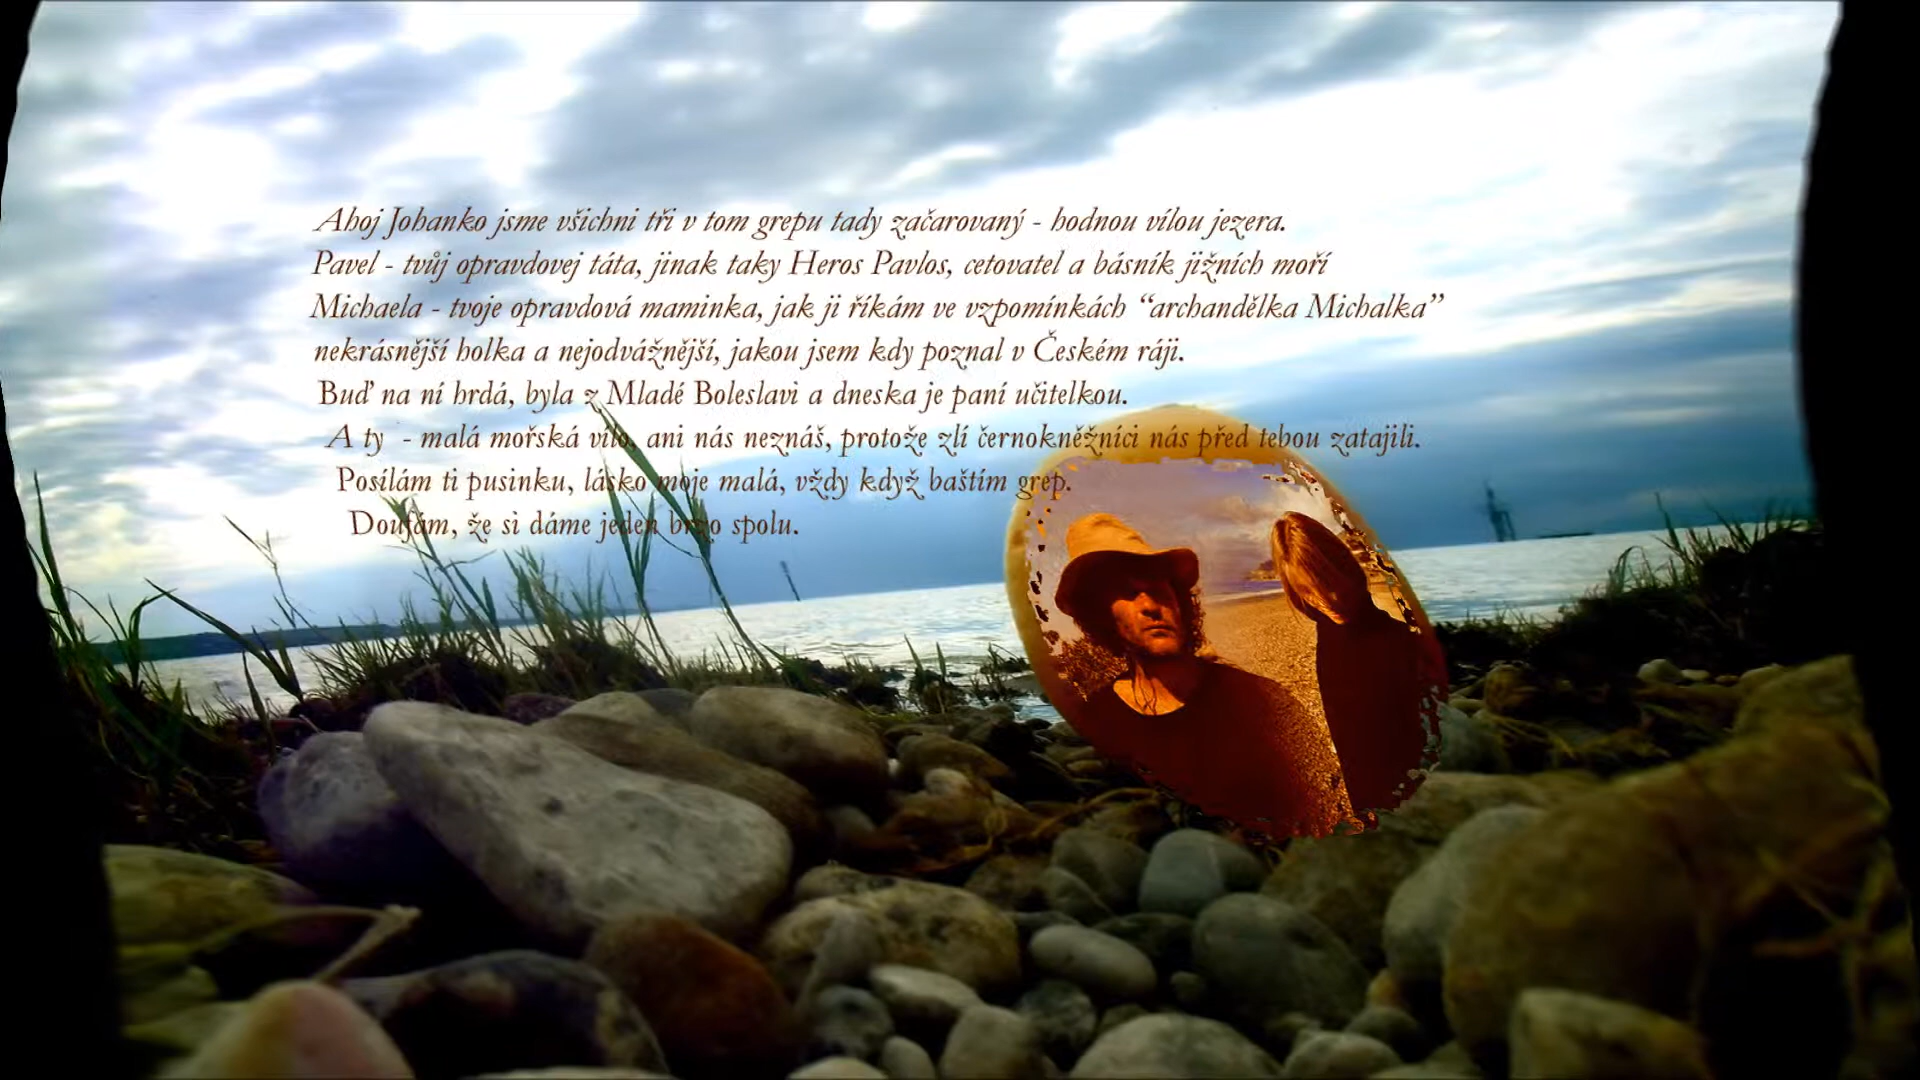 Ahoj Johanko jsme všichni tři v tom grepu tady začarovaný - hodnou vílou jezera.
Pavel - tvůj opravdovej táta, jinak taky Heros Pavlos, cetovatel a básník jižních moří
Michaela - tvoje opravdová maminka, jak ji říkám ve vzpomínkách “archandělka Michalka”
nekrásnější holka a nejodvážnější, jakou jsem kdy poznal v Českém ráji.
Buď na ní hrdá, byla z Mladé Boleslavi a dneska je paní učitelkou.
A ty - malá mořská vílo, ani nás neznáš, protože zlí černokněžníci nás před tebou zatajili.
Posílám ti pusinku, lásko moje malá, vždy když baštím grep.
Doufám, že si dáme jeden brzo spolu.